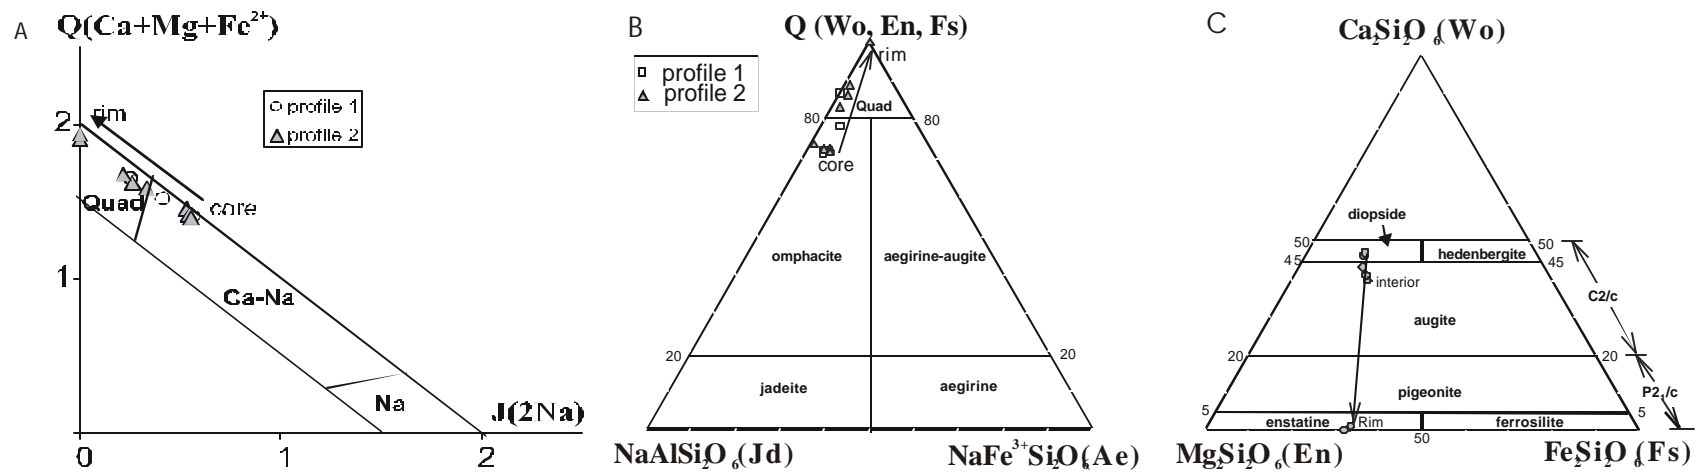 A
Q(Ca+Mg+Fe²⁺)
2
1
0
1
2
rim
profile 1
profile 2
Quad
core
Ca-Na
Na
J(2Na)
B
Q (Wo, En, Fs)
rim
profile 1
profile 2
Quad
80
80
core
omphacite
aegirine-augite
20
20
jadeite
aegirine
NaAlSi₂O₆(Jd)
NaFe³⁺Si₂O₆(Ae)
C
Ca₂Si₂O₆(Wo)
diopside
50
50
45
hedenbergite
45
interior
C2/c
augite
20
20
pigeonite
P2₁/c
5
5
enstatine
Rim
ferrosilite
50
Mg₂Si₂O₆(En)
Fe₂SiO₆(Fs)